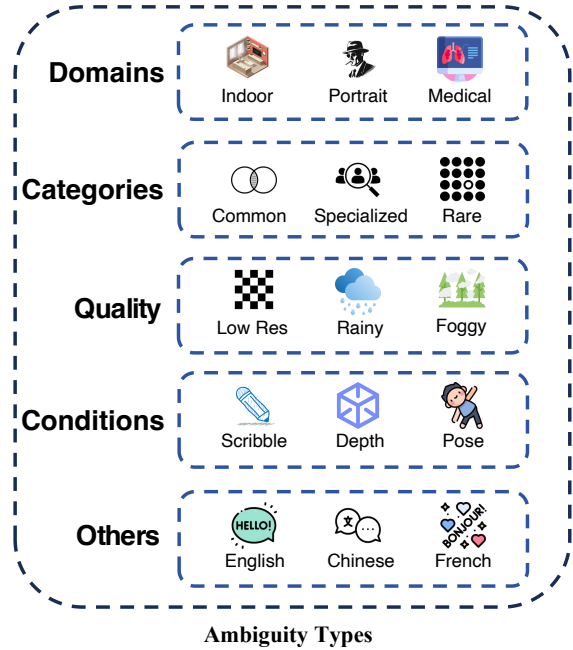 Domains
Indoor Portrait Medical
Categories
Common Specialized Rare
Quality
Low Res Rainy Foggy
Conditions
Scribble Depth Pose
Others
HELLO!
文
BONJOUR!
English Chinese French
Ambiguity Types